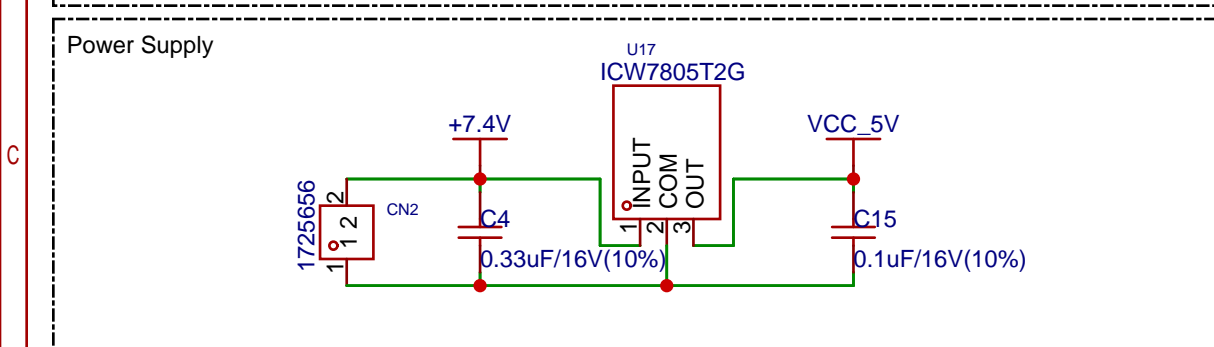 Power Supply
U17
ICW7805T2G
+7.4V
VCC_5V
C
INPUT
COM
OUT
1725656
2
1 2
1
CN2
C4
0.33uF/16V(10%)
1
2
3
C15
0.1uF/16V(10%)